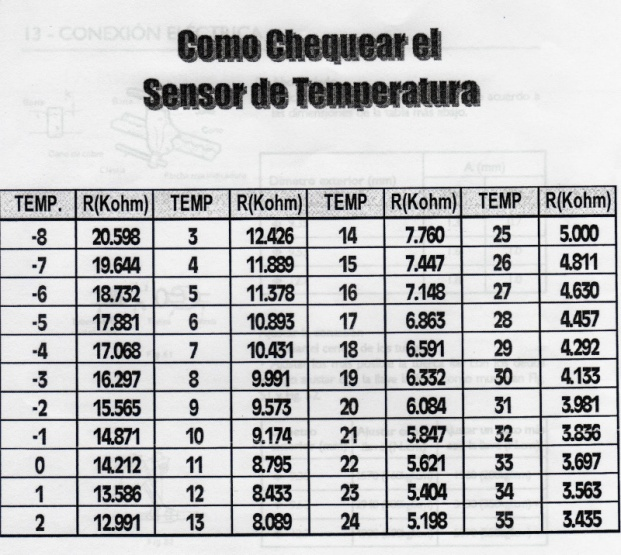 13 - CONEXIÓN ELÉCTRICA
Como Chequear el
Sensor de Temperatura
A (mm)
TEMP. R(Kohm) TEMP R(Kohm) TEMP R(Kohm) TEMP R(Kohm)
-8 20.598 3 12.426 14 7.760 25 5.000
-7 19.644 4 11.889 15 7.447 26 4.811
-6 18.732 5 11.378 16 7.148 27 4.630
-5 17.881 6 10.893 17 6.863 28 4.457
-4 17.068 7 10.431 18 6.591 29 4.292
-3 16.297 8 9.991 19 6.332 30 4.133
-2 15.565 9 9.573 20 6.084 31 3.981
-1 14.871 10 9.174 21 5.847 32 3.836
0 14.212 11 8.795 22 5.621 33 3.697
1 13.586 12 8.433 23 5.404 34 3.563
2 12.991 13 8.089 24 5.198 35 3.435